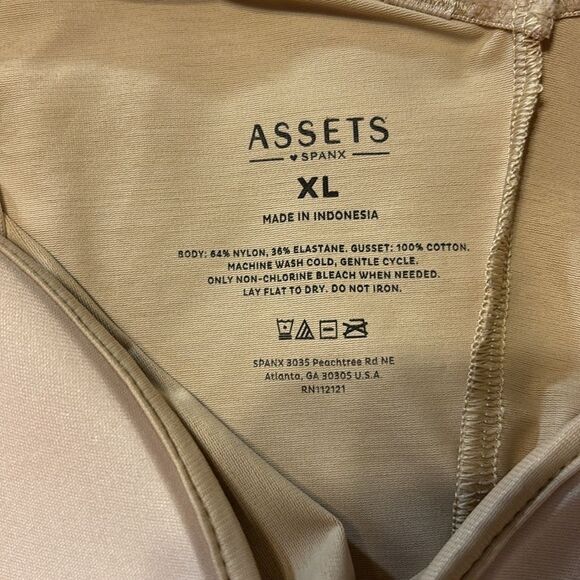 ASSETS
♥ SPANX
XL
MADE IN INDONESIA
BODY: 64% NYLON, 36% ELASTANE. GUSSET: 100% COTTON.
MACHINE WASH COLD, GENTLE CYCLE.
ONLY NON-CHLORINE BLEACH WHEN NEEDED.
LAY FLAT TO DRY. DO NOT IRON.
SPANX 3035 Peachtree Rd NE
Atlanta, GA 30305 U.S.A.
RN112121